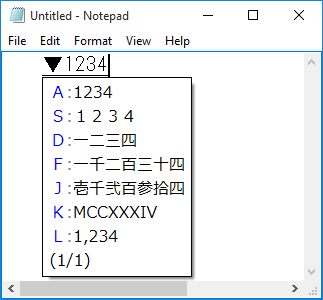 Untitled - Notepad
File Edit Format View Help
▼1234
A:1234
S:１２３４
D:一二三四
F:一千二百三十四
J:壱千弐百参拾四
K:MCCXXXIV
L:1,234
(1/1)